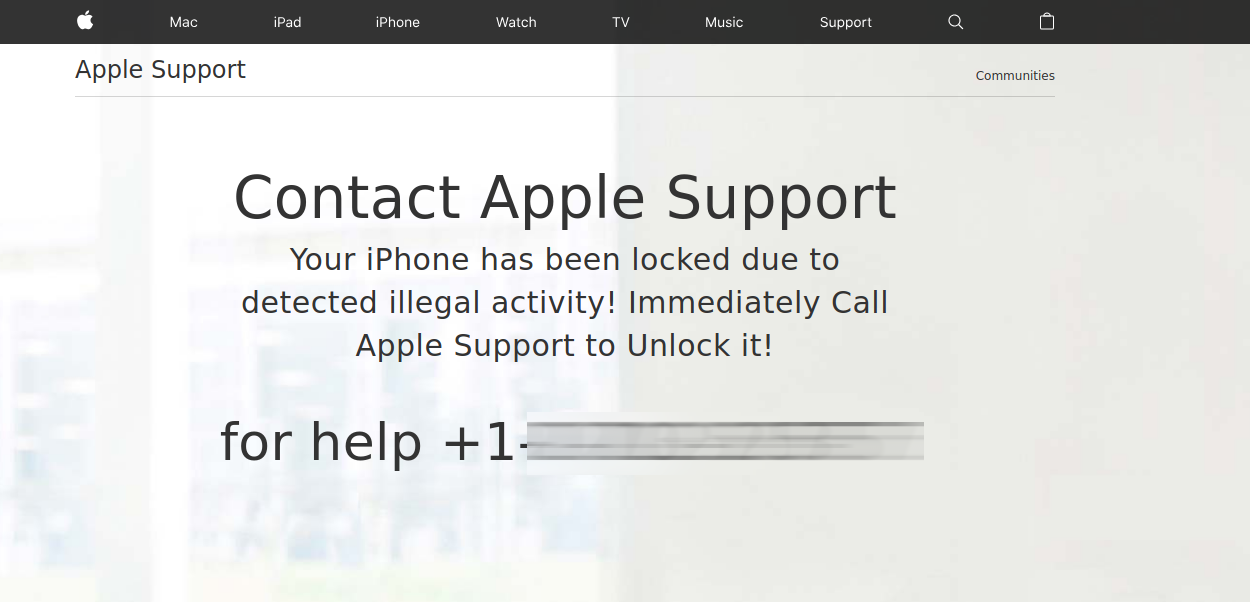 Mac iPad iPhone Watch TV Music Support
Apple Support
Communities
Contact Apple Support
Your iPhone has been locked due to
detected illegal activity! Immediately Call
Apple Support to Unlock it!
for help +1-